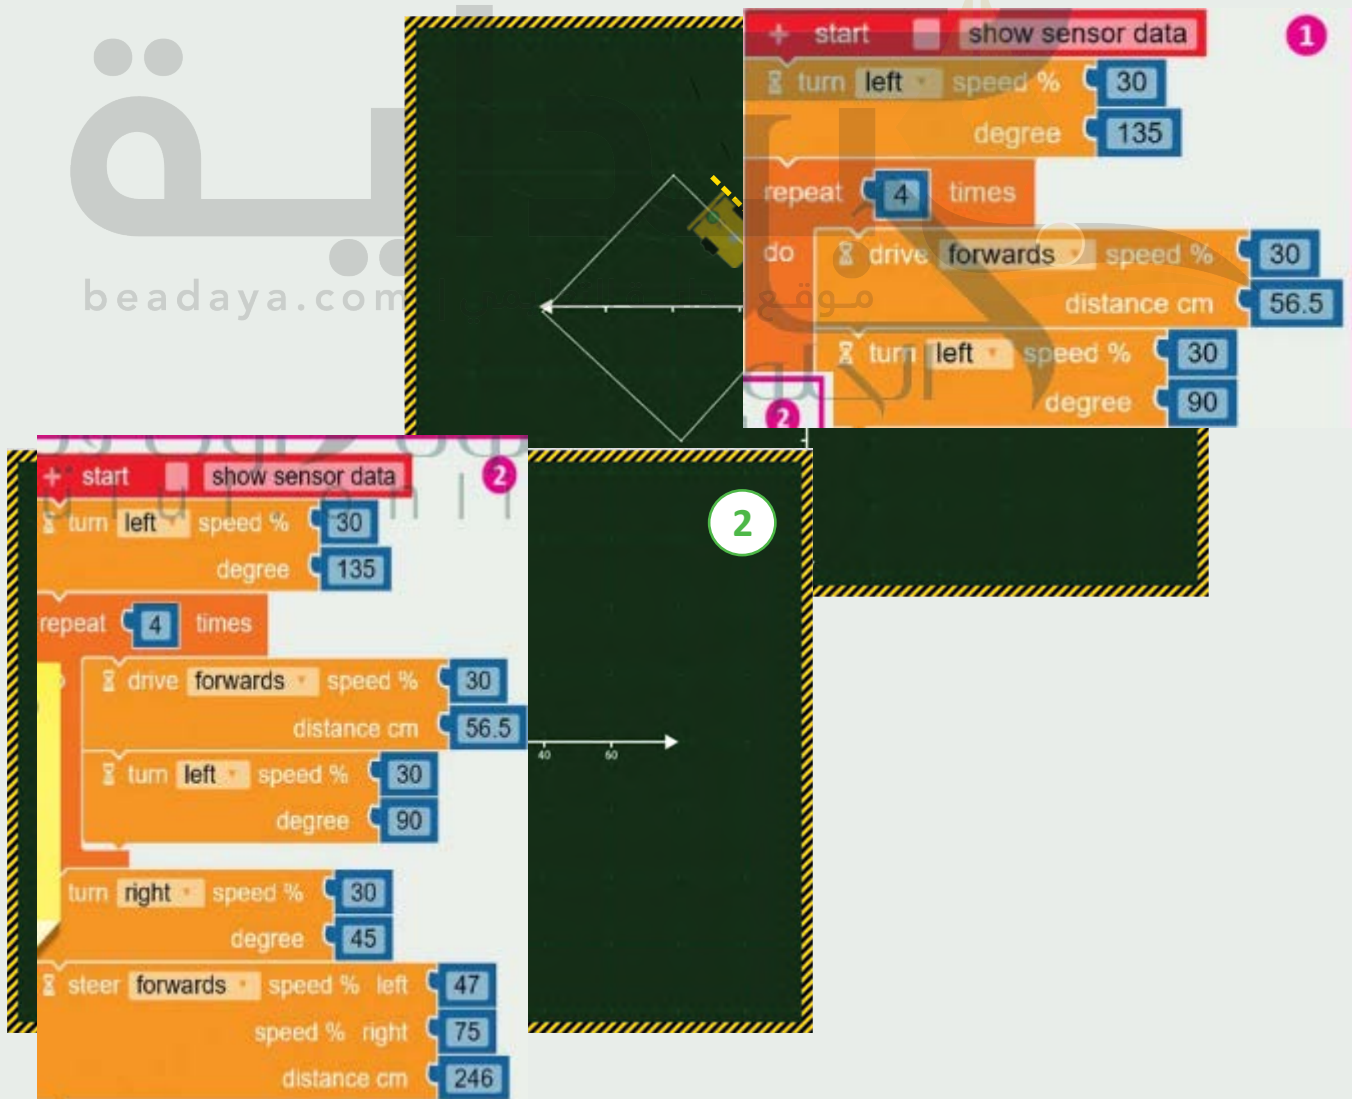 + start show sensor data 1
turn left speed % 30
degree 135
repeat 4 times
do drive forwards speed % 30
distance cm 56.5
turn left speed % 30
degree 90
2
بداية
beadaya.com
موقع
+ start show sensor data 2
turn left speed % 30
degree 135
repeat 4 times
drive forwards speed % 30
distance cm 56.5
turn left speed % 30
degree 90
turn right speed % 30
degree 45
steer forwards speed % left 47
speed % right 75
distance cm 246
2
40 60